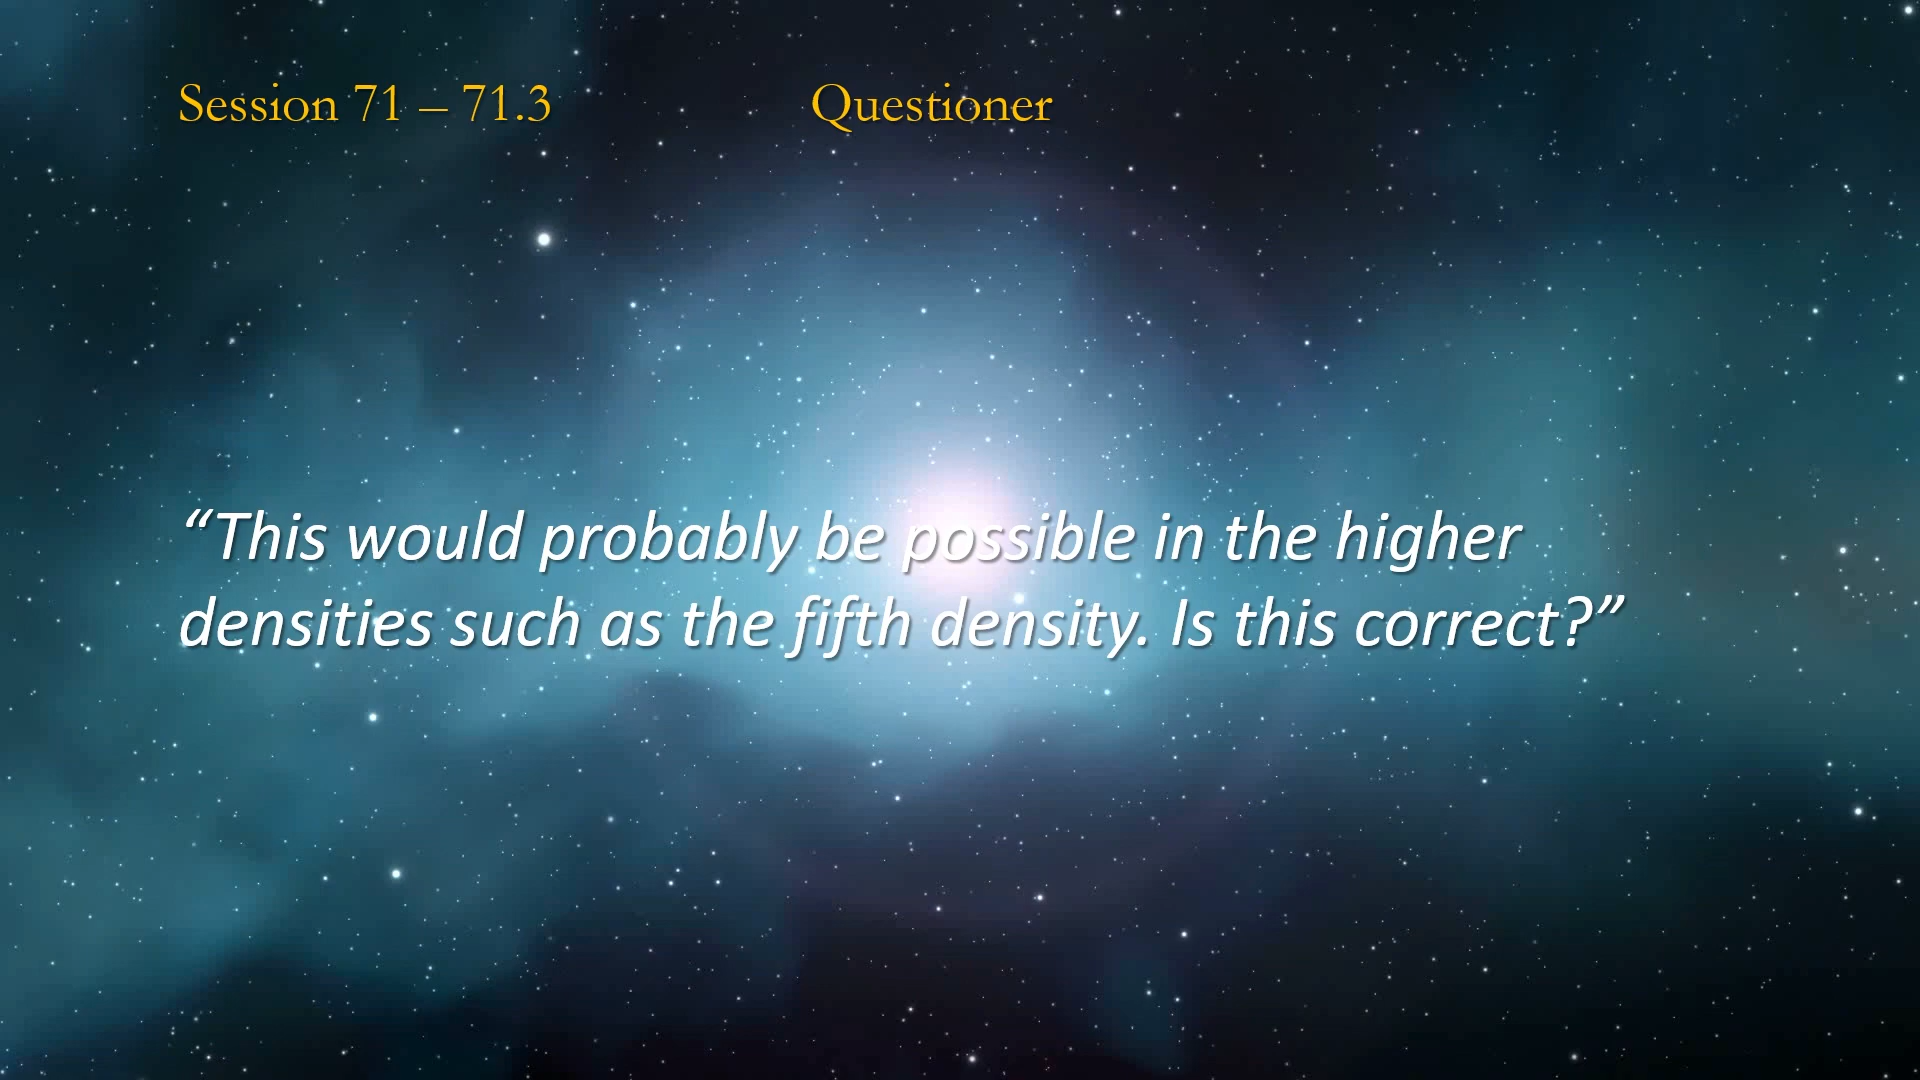 Session 71 – 71.3 Questioner
“This would probably be possible in the higher
densities such as the fifth density. Is this correct?”